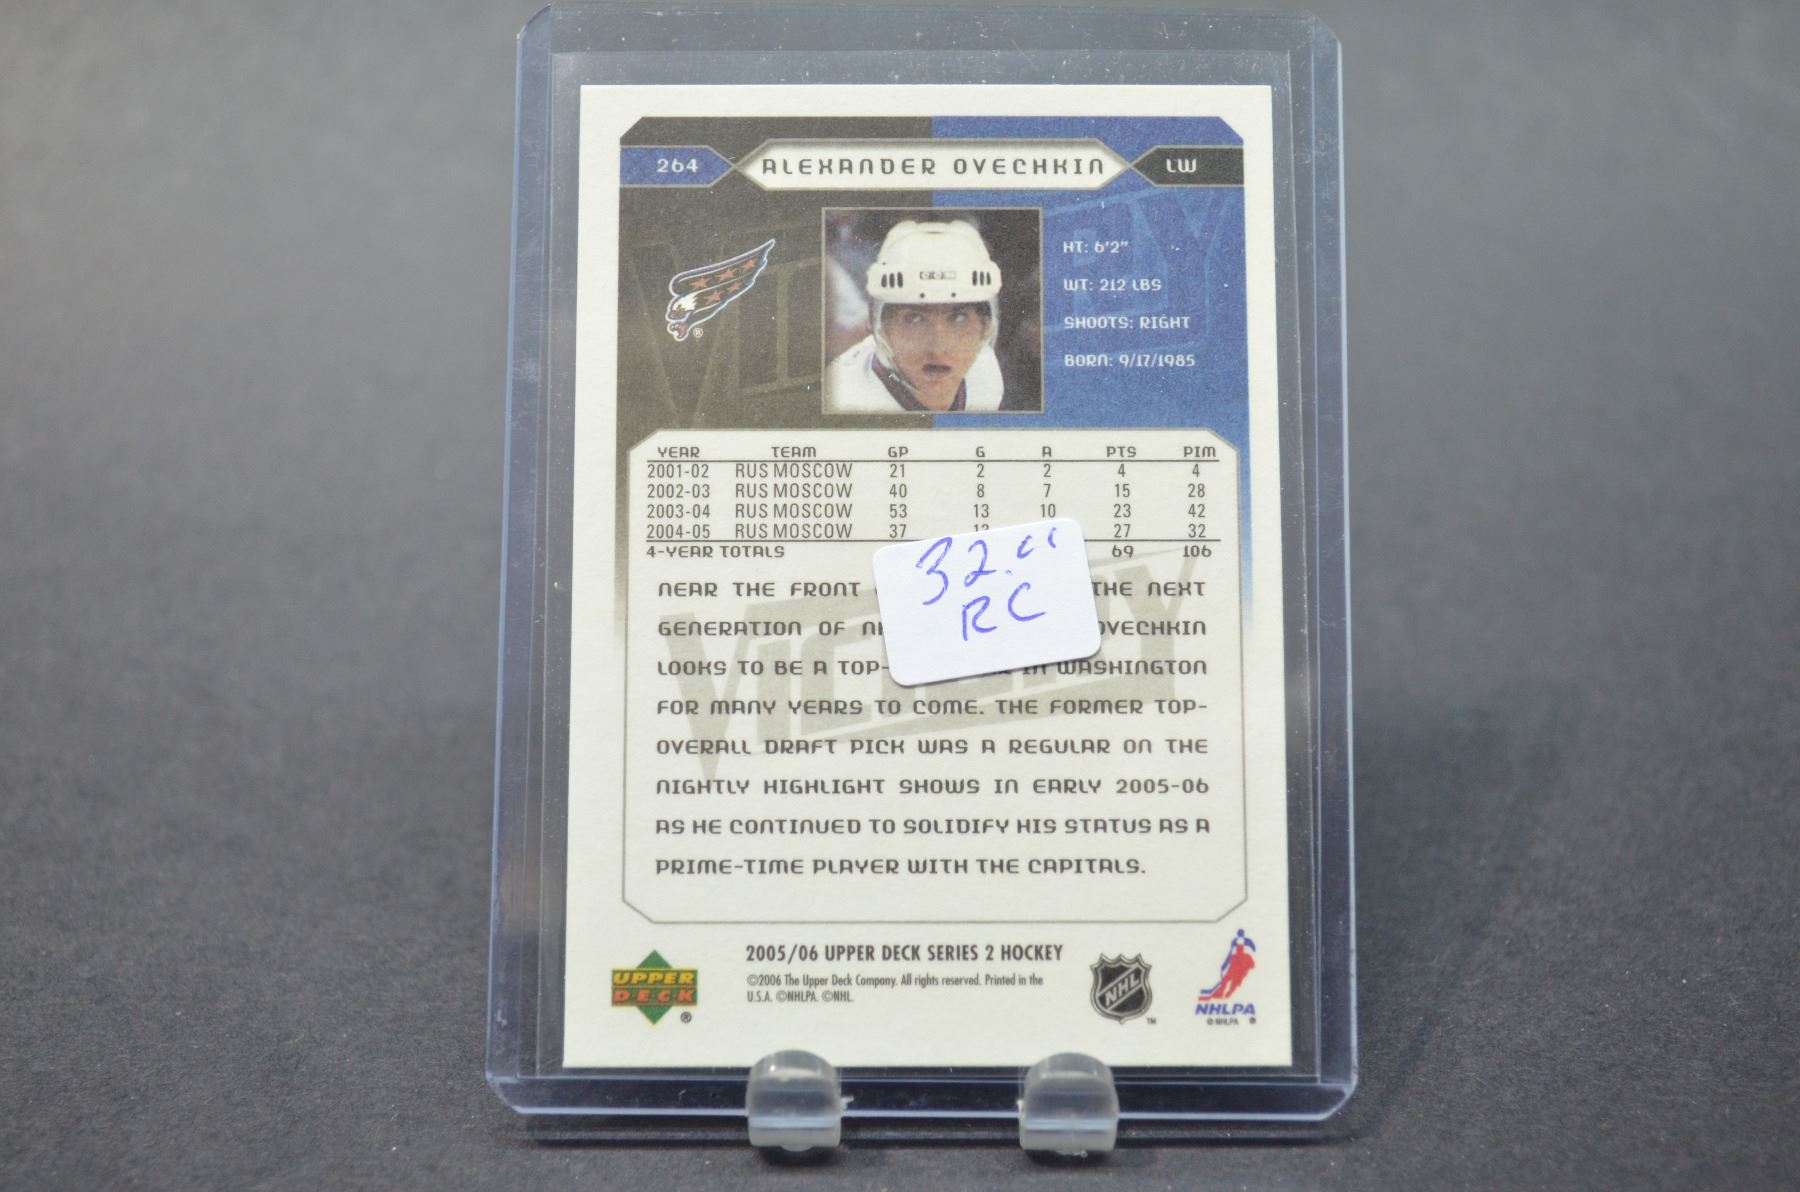 264 ALEXANDER OVECHKIN LW
CCM
HT: 6'2"
WT: 212 LBS
SHOOTS: RIGHT
BORN: 9/17/1985
YEAR TEAM GP G A PTS PIM
2001-02 RUS MOSCOW 21 2 2 4 4
2002-03 RUS MOSCOW 40 8 7 15 28
2003-04 RUS MOSCOW 53 13 10 23 42
2004-05 RUS MOSCOW 37 27 32
4-YEAR TOTALS 69 106
32.00
RC
NEAR THE FRONT THE NEXT
GENERATION OF OVECHKIN
LOOKS TO BE A TOP- IN WASHINGTON
FOR MANY YEARS TO COME. THE FORMER TOP-
OVERALL DRAFT PICK WAS A REGULAR ON THE
NIGHTLY HIGHLIGHT SHOWS IN EARLY 2005-06
AS HE CONTINUED TO SOLIDIFY HIS STATUS AS A
PRIME-TIME PLAYER WITH THE CAPITALS.
VICTORY
2005/06 UPPER DECK SERIES 2 HOCKEY
©2006 The Upper Deck Company. All rights reserved. Printed in the
U.S.A. ©NHLPA. ©NHL.
UPPER
DECK
®
NHL
™
NHLPA
©NHLPA ®